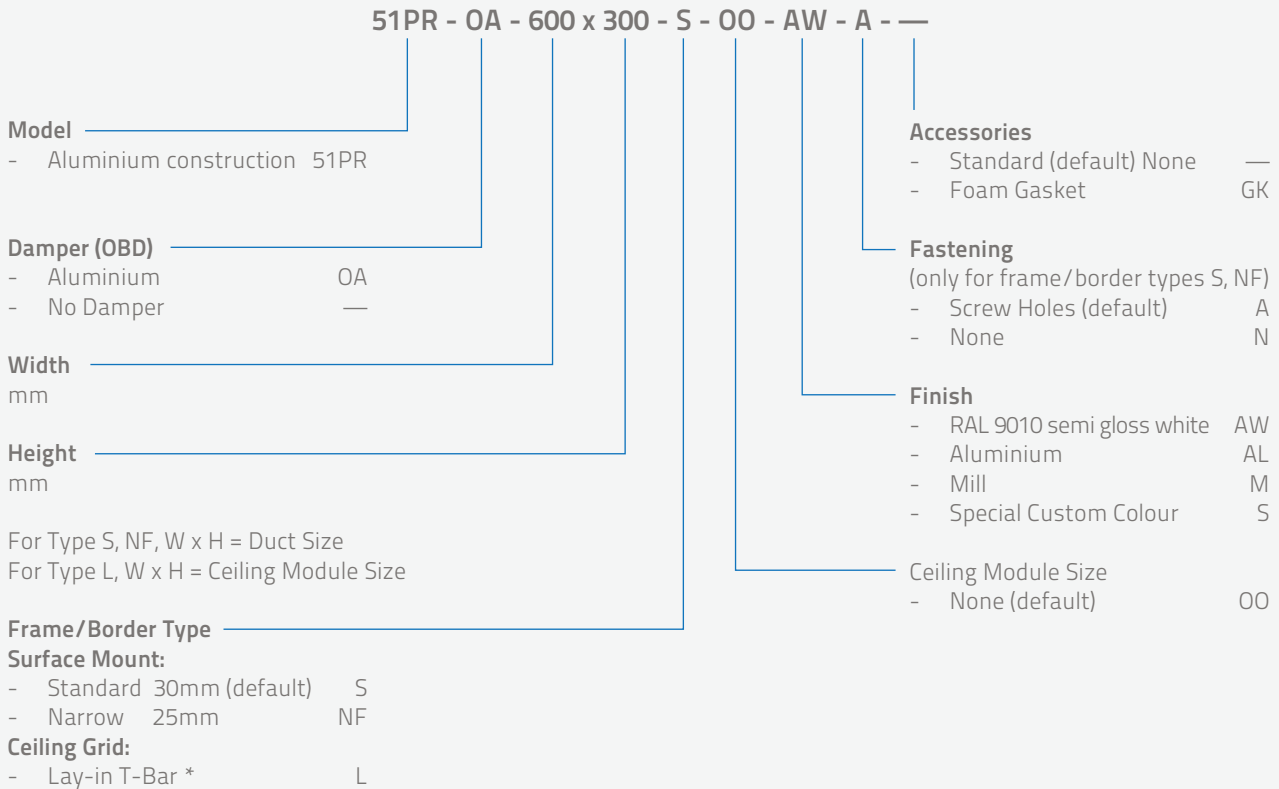 51PR - OA - 600 x 300 - S - OO - AW - A - —
Model
- Aluminium construction 51PR
Damper (OBD)
- Aluminium OA
- No Damper —
Width
mm
Height
mm
For Type S, NF, W x H = Duct Size
For Type L, W x H = Ceiling Module Size
Frame/Border Type
Surface Mount:
- Standard 30mm (default) S
- Narrow 25mm NF
Ceiling Grid:
- Lay-in T-Bar * L
Accessories
- Standard (default) None —
- Foam Gasket GK
Fastening
(only for frame/border types S, NF)
- Screw Holes (default) A
- None N
Finish
- RAL 9010 semi gloss white AW
- Aluminium AL
- Mill M
- Special Custom Colour S
Ceiling Module Size
- None (default) OO